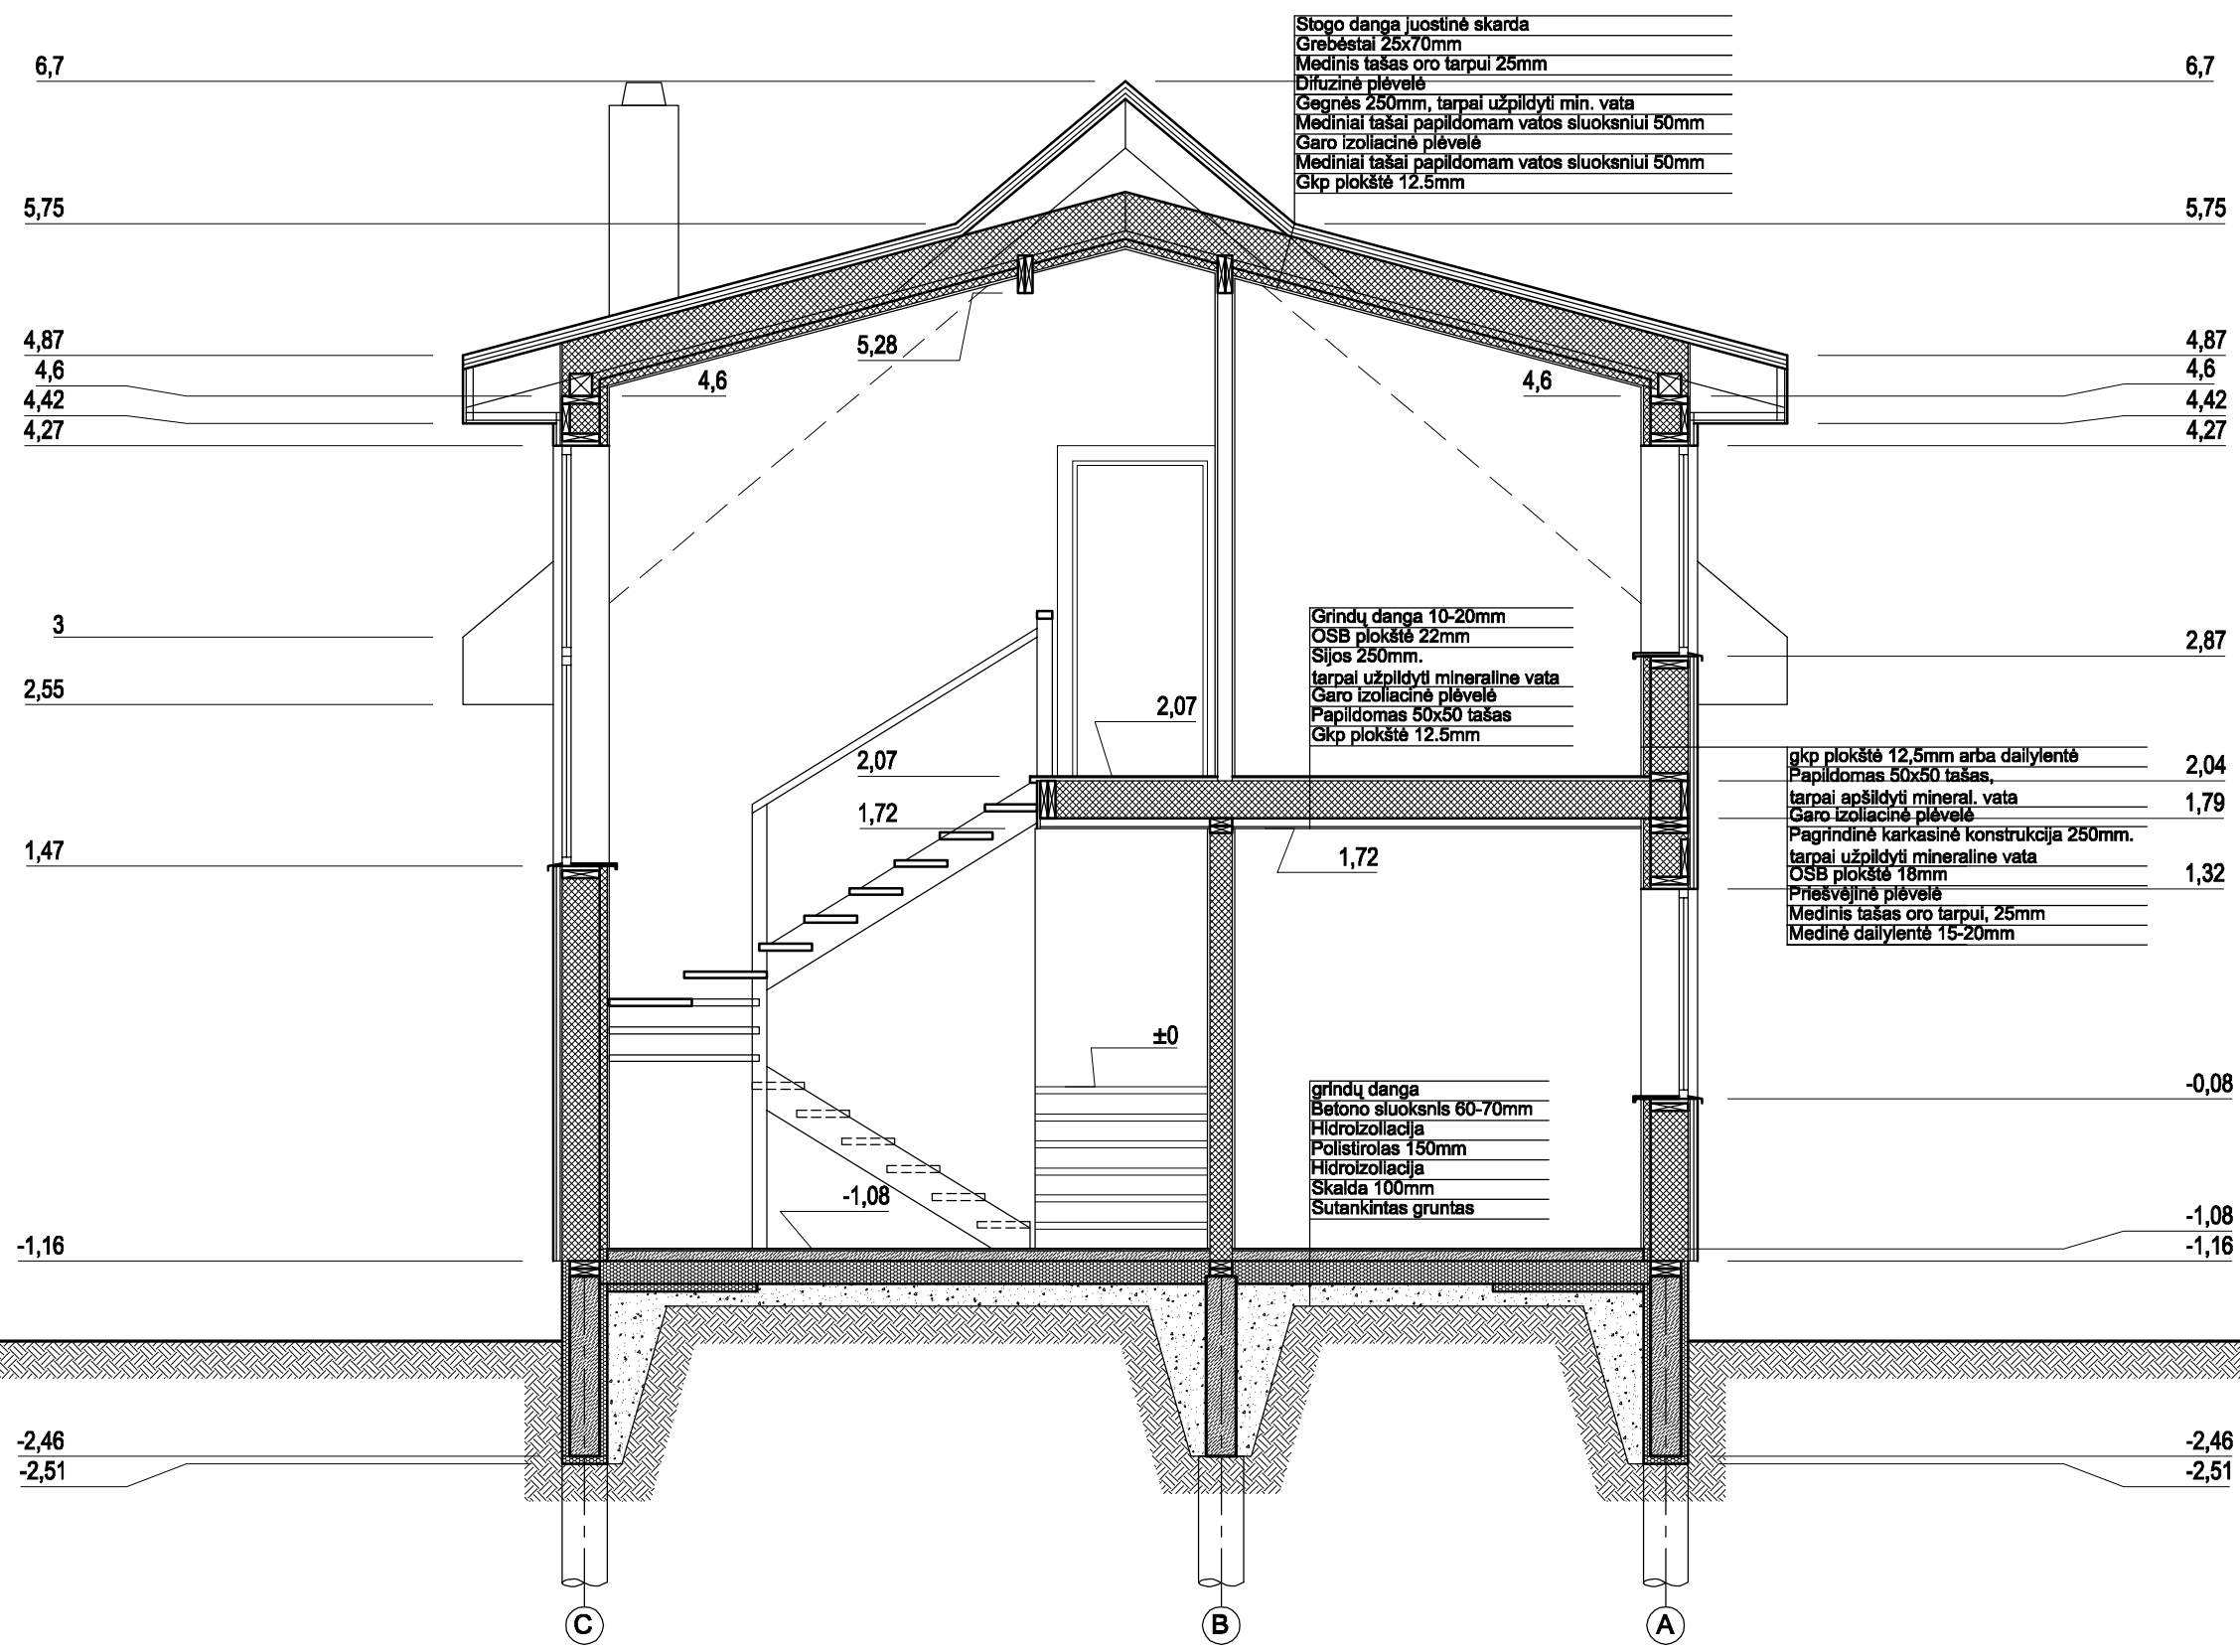 Stogo danga juostinė skarda
Grebėstai 25x70mm
Medinis tašas oro tarpui 25mm
Difuzinė plėvelė
Gegnės 250mm, tarpai užpildyti min. vata
Mediniai tašai papildomam vatos sluoksniui 50mm
Garo izoliacinė plėvelė
Mediniai tašai papildomam vatos sluoksniui 50mm
Gkp plokštė 12.5mm
6,7
6,7
5,75
5,75
4,87
4,6
4,42
4,27
5,28
4,6
4,6
4,87
4,6
4,42
4,27
3
2,55
1,47
2,07
1,72
2,07
Grindų danga 10-20mm
OSB plokštė 22mm
Sijos 250mm.
tarpai užpildyti mineraline vata
Garo izoliacinė plėvelė
Papildomas 50x50 tašas
Gkp plokštė 12.5mm
1,72
2,87
gkp plokštė 12,5mm arba dailylentė
Papildomas 50x50 tašas,
tarpai apšildyti mineral. vata
Garo izoliacinė plėvelė
Pagrindinė karkasinė konstrukcija 250mm.
tarpai užpildyti mineraline vata
OSB plokštė 18mm
Priešvėjinė plėvelė
Medinis tašas oro tarpui, 25mm
Medinė dailylentė 15-20mm
2,04
1,79
1,32
±0
-0,08
-1,08
grindų danga
Betono sluoksnis 60-70mm
Hidroizoliacija
Polistirolas 150mm
Hidroizoliacija
Skalda 100mm
Sutankintas gruntas
-1,16
-1,08
-1,16
-2,46
-2,51
-2,46
-2,51
C
B
A